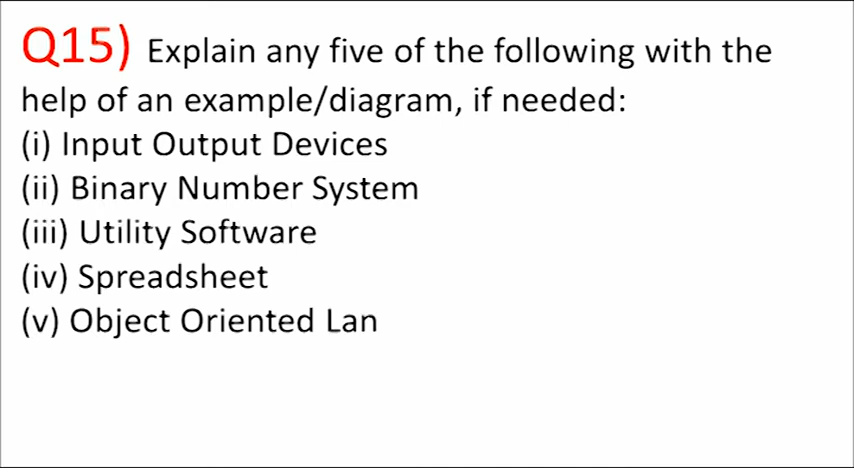 Q15) Explain any five of the following with the
help of an example/diagram, if needed:
(i) Input Output Devices
(ii) Binary Number System
(iii) Utility Software
(iv) Spreadsheet
(v) Object Oriented Lan